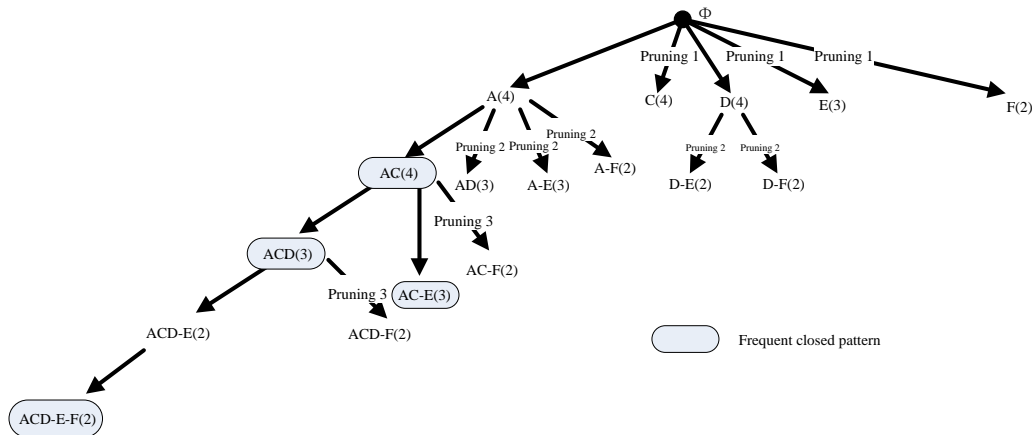 Φ
Pruning 1
Pruning 1
Pruning 1
A(4)
C(4)
D(4)
E(3)
F(2)
Pruning 2
Pruning 2
Pruning 2
Pruning 2
Pruning 2
AC(4)
AD(3)
A-E(3)
A-F(2)
D-E(2)
D-F(2)
Pruning 3
ACD(3)
AC-F(2)
Pruning 3
AC-E(3)
ACD-E(2)
ACD-F(2)
Frequent closed pattern
ACD-E-F(2)